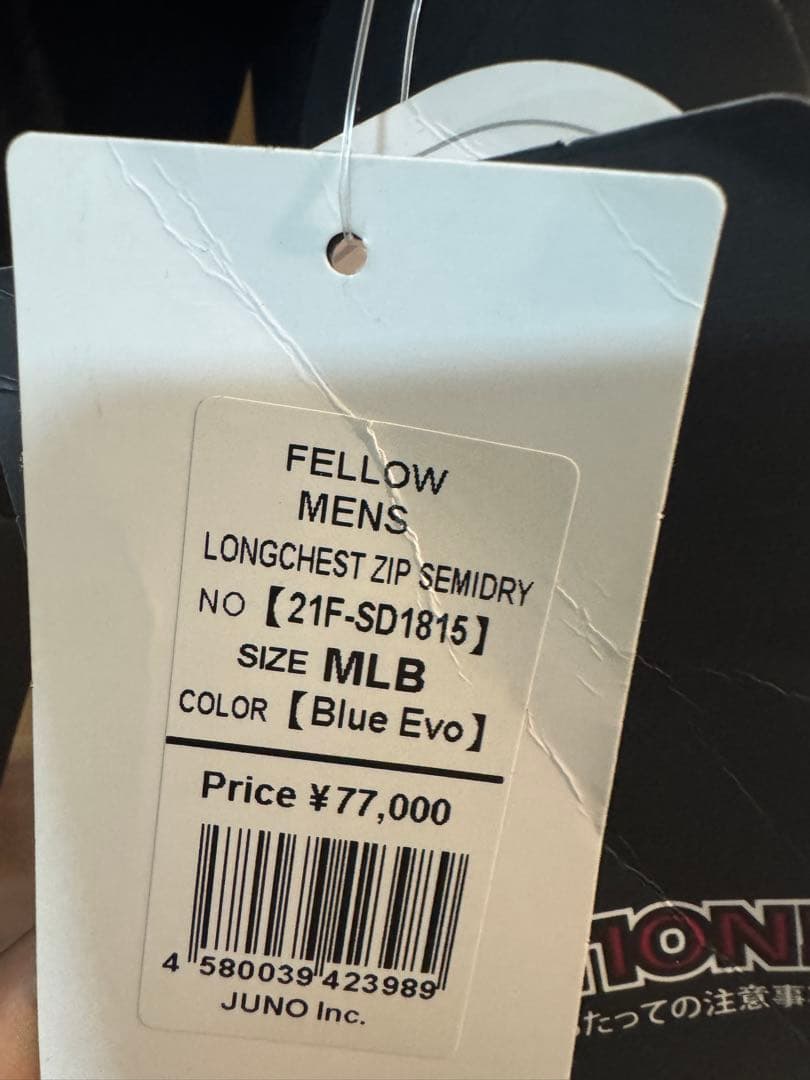 FELLOW
MENS
LONGCHEST ZIP SEMIDRY
NO【21F-SD1815】
SIZE MLB
COLOR【Blue Evo】
Price ¥77,000
4 580039 423989
JUNO Inc.
たっての注意事